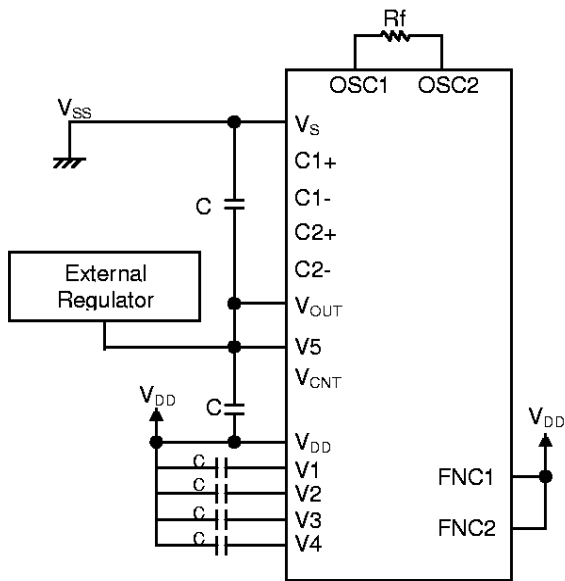 Rf
OSC1 OSC2
VSS
VS
C1+
C1-
C
C2+
C2-
External
Regulator
VOUT
V5
VCNT
C
VDD
VDD
VDD
C V1
C V2
C V3
C V4
FNC1
FNC2